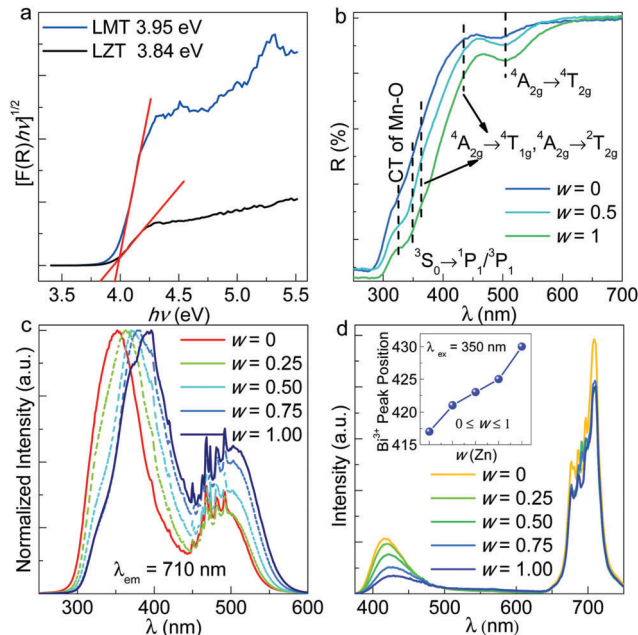 a
LMT 3.95 eV
LZT 3.84 eV
[F(R)hν]1/2
3.5 4.0 4.5 5.0 5.5
hν (eV)
b
R (%)
CT of Mn-O
4A2g→4T2g
4A2g→4T1g,4A2g→2T2g
w = 0
w = 0.5
w = 1
3S0→1P1/3P1
300 400 500 600 700
λ (nm)
c
Normalized Intensity (a.u.)
w = 0
w = 0.25
w = 0.50
w = 0.75
w = 1.00
λem = 710 nm
300 400 500 600
λ (nm)
d
Intensity (a.u.)
Bi3+ Peak Position
430
425
420
415
λex = 350 nm
0 ≤ w ≤ 1
w (Zn)
w = 0
w = 0.25
w = 0.50
w = 0.75
w = 1.00
400 500 600 700
λ (nm)